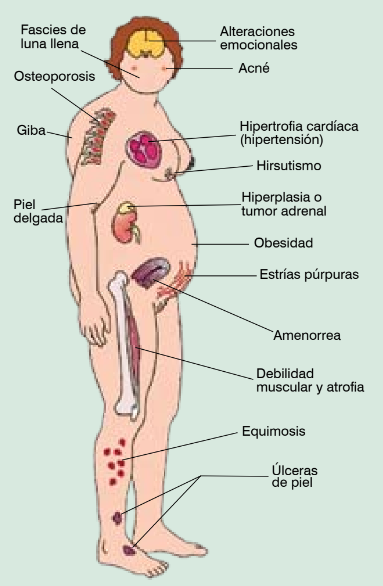 Fascies de
luna llena
Alteraciones
emocionales
Osteoporosis
Acné
Giba
Hipertrofia cardíaca
(hipertensión)
Hirsutismo
Piel
delgada
Hiperplasia o
tumor adrenal
Obesidad
Estrías púrpuras
Amenorrea
Debilidad
muscular y atrofia
Equimosis
Úlceras
de piel